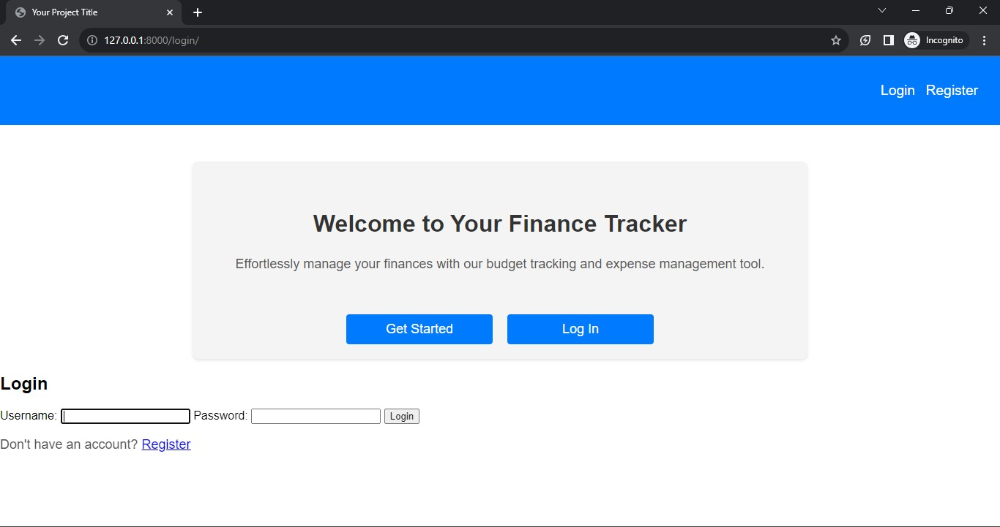 Your Project Title
127.0.0.1:8000/login/
Incognito
Login Register
Welcome to Your Finance Tracker
Effortlessly manage your finances with our budget tracking and expense management tool.
Get Started Log In
Login
Username: Password: Login
Don't have an account? Register